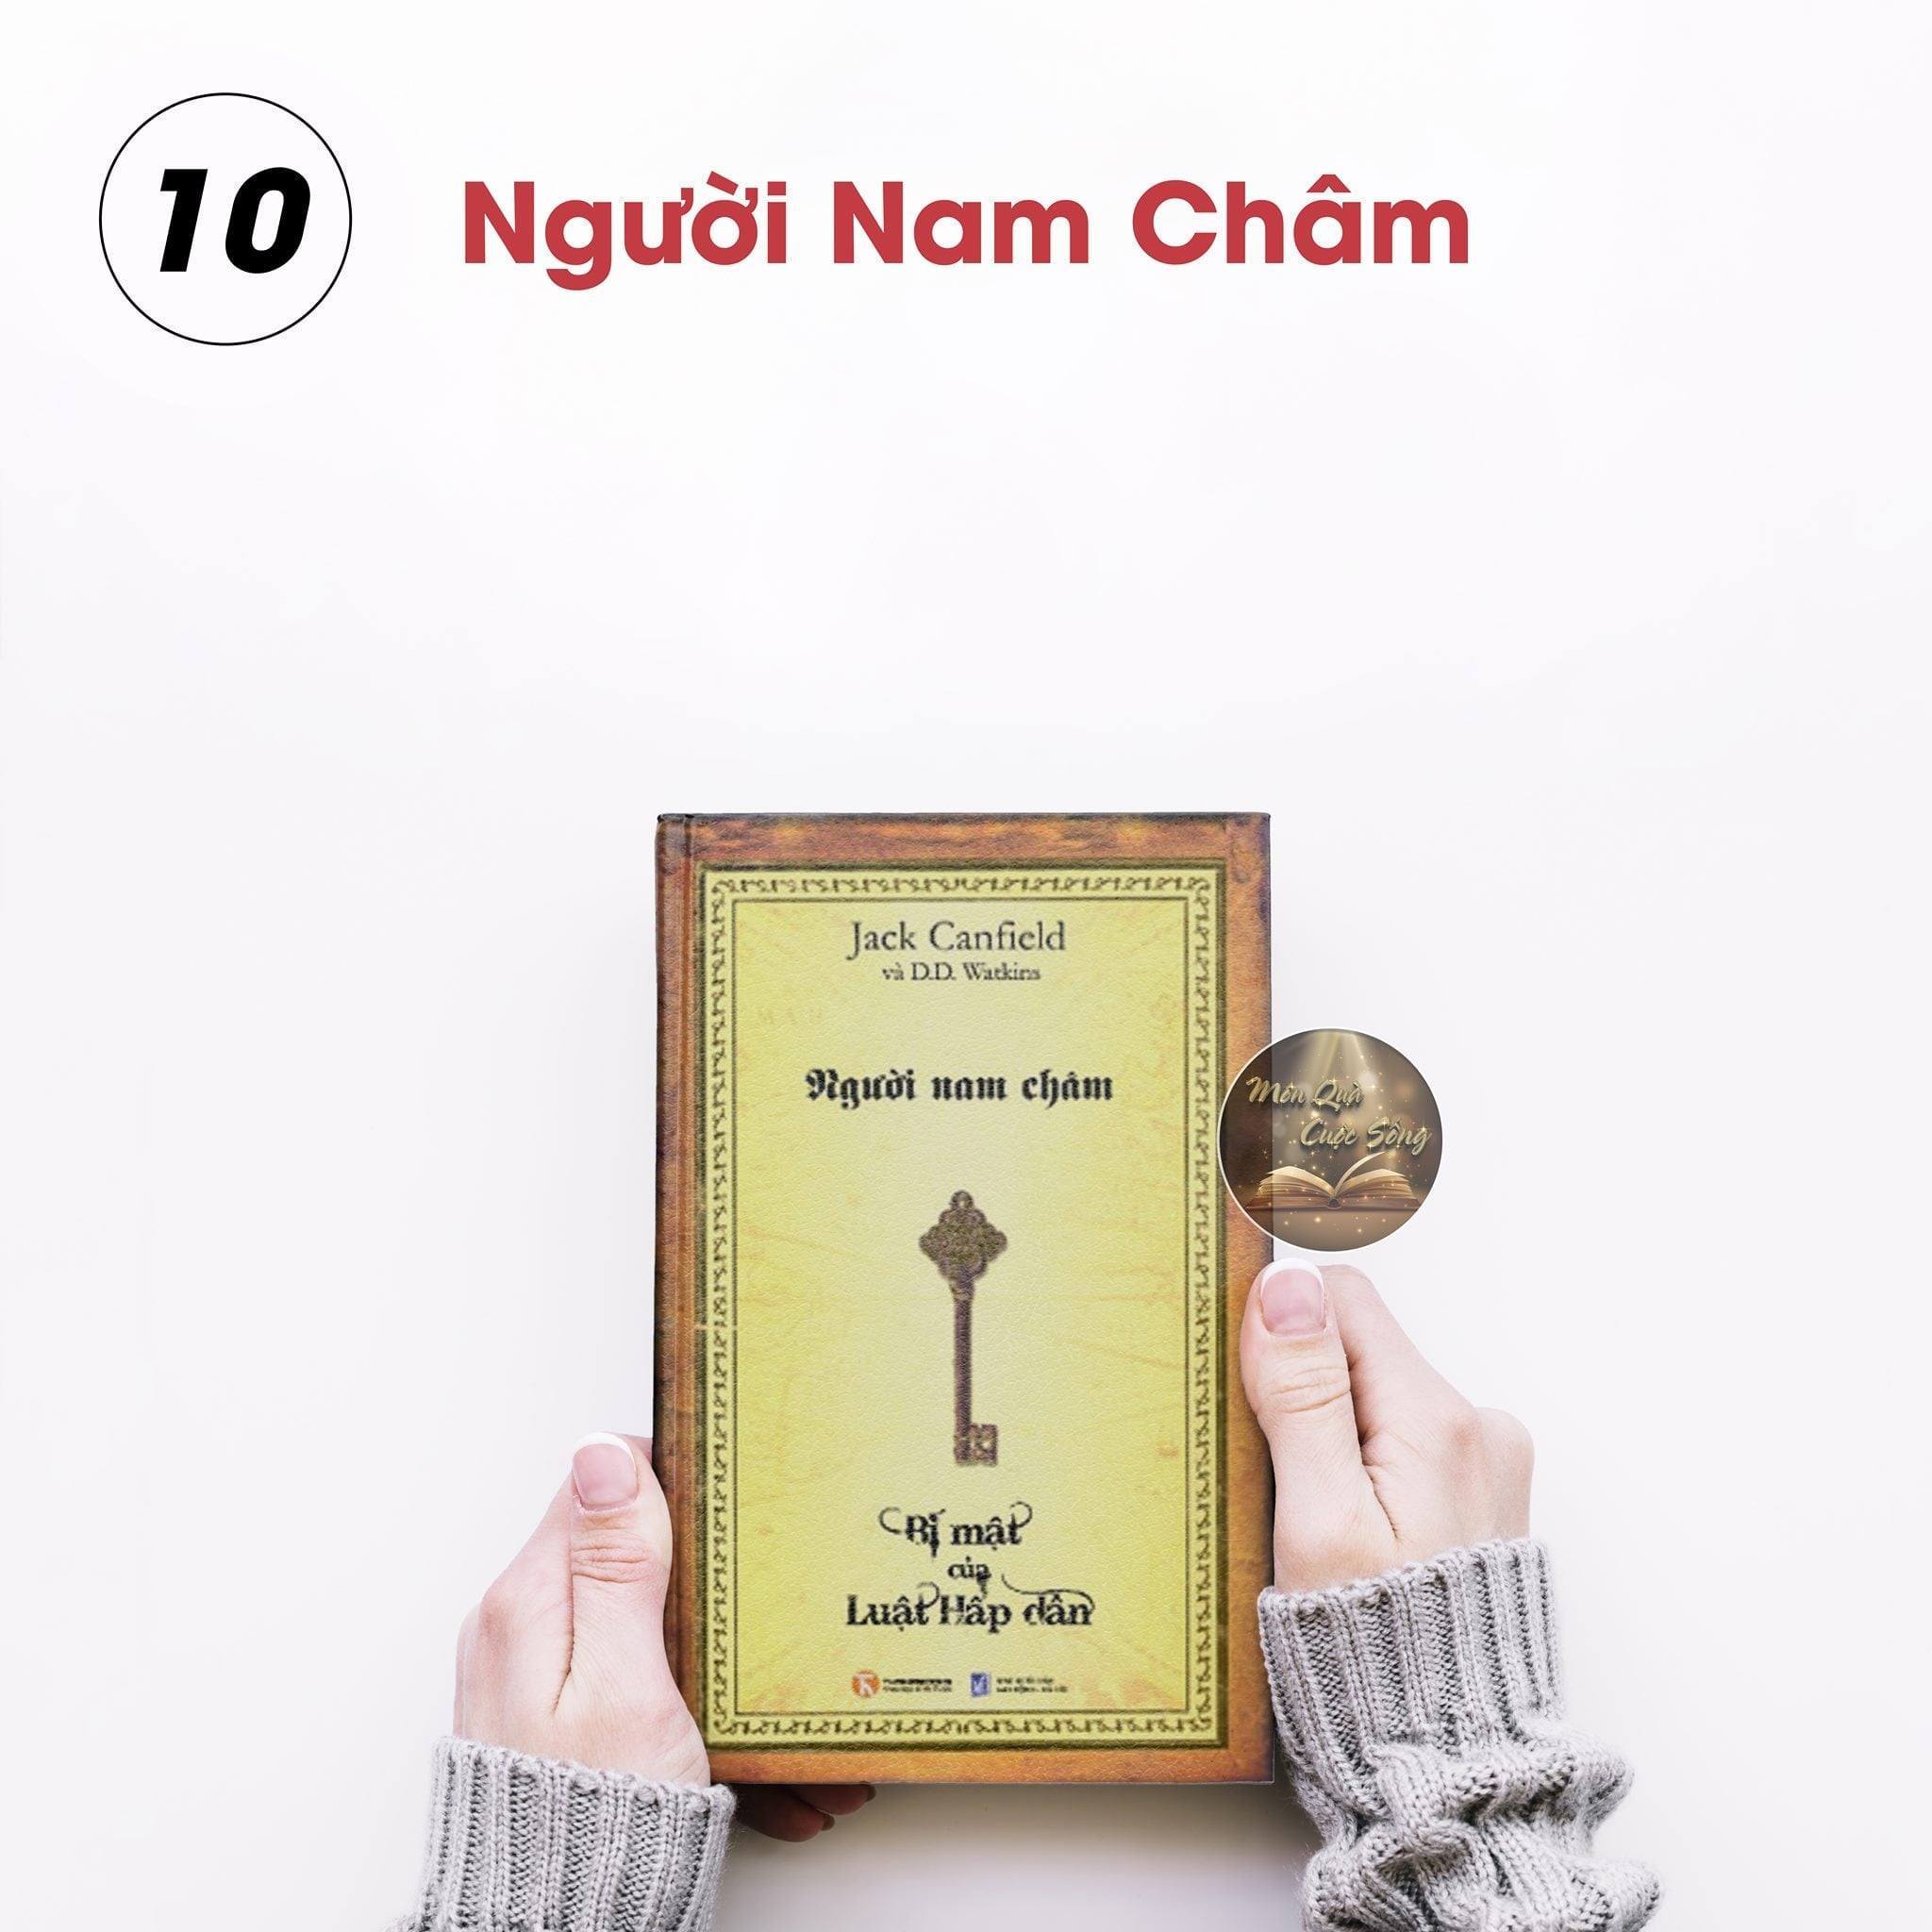 10
Người Nam Châm
Jack Canfield
và D.D. Watkins
Người nam châm
Món Quà
Cuộc Sống
Bí mật
của
Luật Hấp dẫn